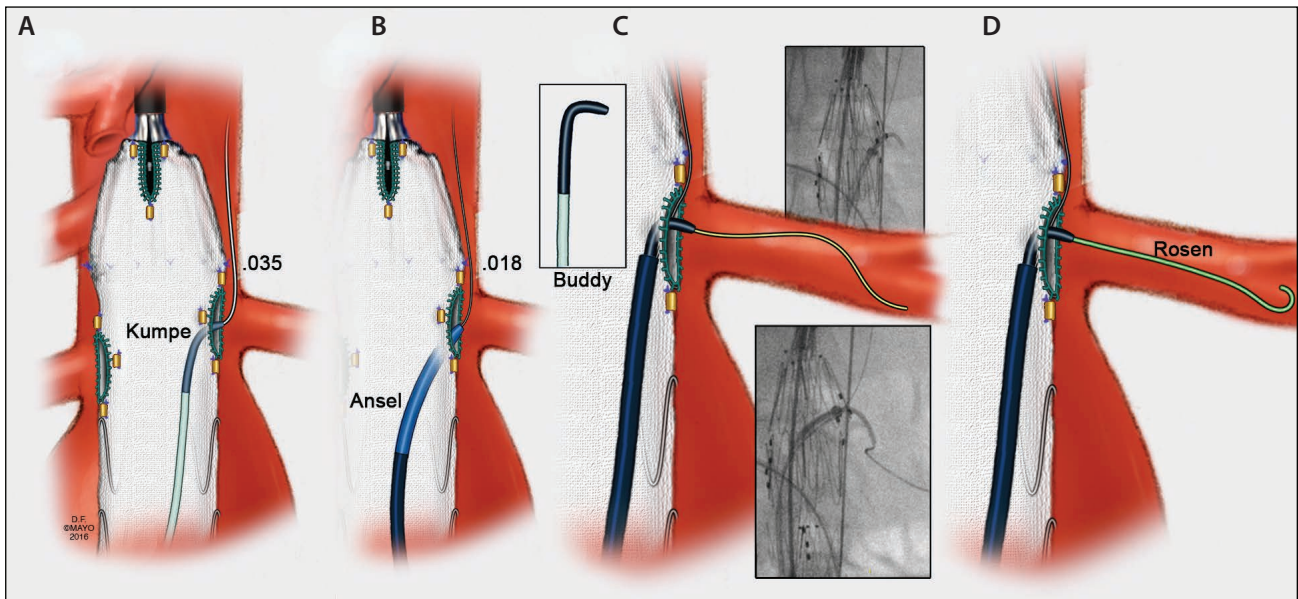 A
B
C
D
.035
.018
Kumpe
Ansel
Buddy
Rosen
D.F.
©MAYO
2016